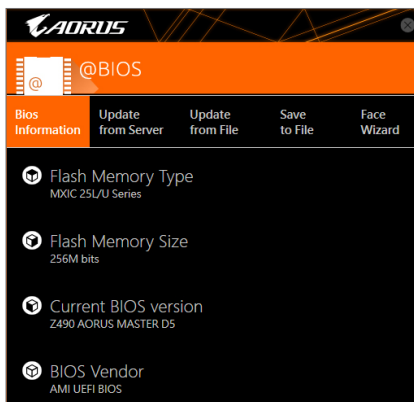 AORUS
@ @BIOS
Bios Information
Update from Server
Update from File
Save to File
Face Wizard
Flash Memory Type
MXIC 25L/U Series
Flash Memory Size
256M bits
Current BIOS version
Z490 AORUS MASTER D5
BIOS Vendor
AMI UEFI BIOS